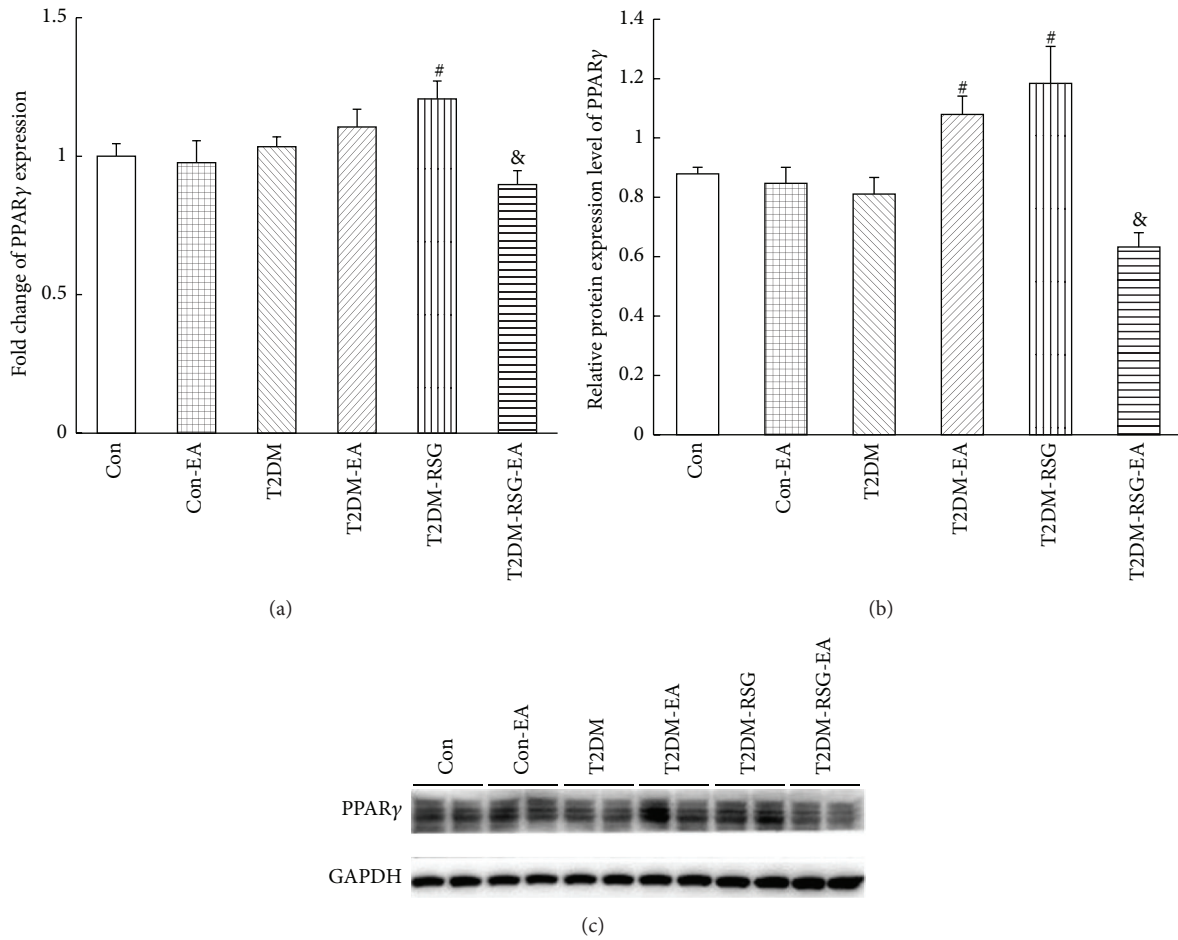 Fold change of PPARγ expression
1.5
1
0.5
0
#
&
Con
Con-EA
T2DM
T2DM-EA
T2DM-RSG
T2DM-RSG-EA
(a)
Relative protein expression level of PPARγ
1.4
1.2
1
0.8
0.6
0.4
0.2
0
#
#
&
Con
Con-EA
T2DM
T2DM-EA
T2DM-RSG
T2DM-RSG-EA
(b)
Con
Con-EA
T2DM
T2DM-EA
T2DM-RSG
T2DM-RSG-EA
PPARγ
GAPDH
(c)